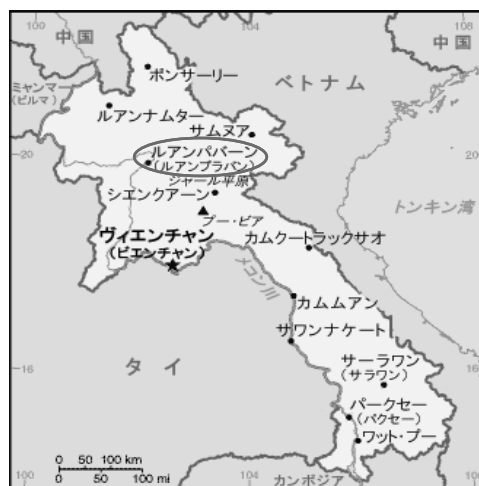 100
104
108
中国
中国
ポンサーリー
ベトナム
ミャンマー
(ビルマ)
ルアンナムター
サムヌア
20
ルアンパバーン
(ルアンプラバン)
20
ジャール平原
シエンクアーン
プー・ビア
トンキン湾
ヴィエンチャン
(ビエンチャン)
カムクートラックサオ
メコン川
カムムアン
サワンナケート
タイ
サーラワン
(サラワン)
16
16
パークセー
(パクセー)
ワット・プー
0 50 100 km
0 50 100 mi
100
104
カンボジア
108